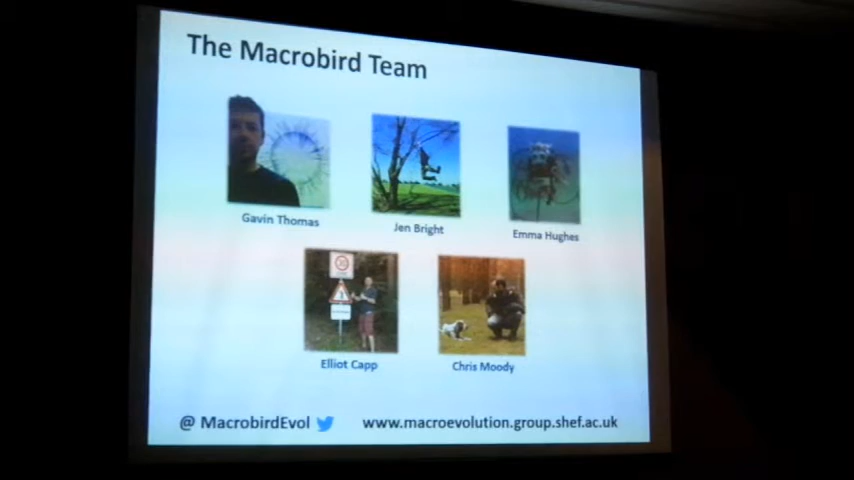 The Macrobird Team
Gavin Thomas
Jen Bright
Emma Hughes
Elliot Capp
Chris Moody
@ MacrobirdEvol
www.macroevolution.group.shef.ac.uk